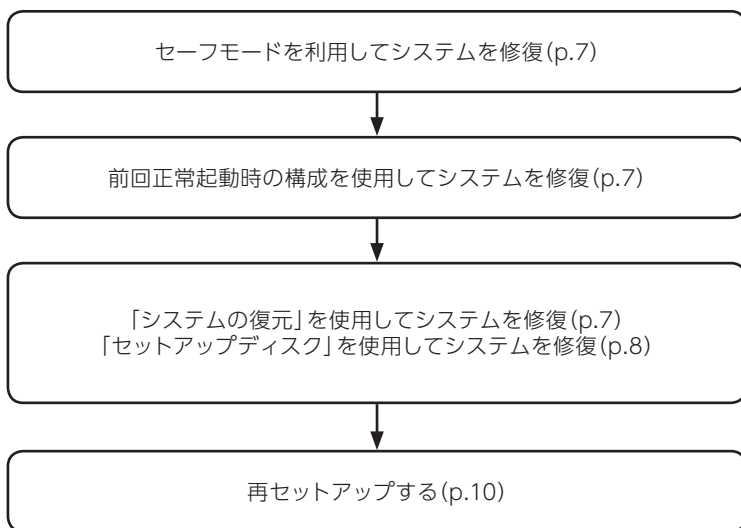 セーフモードを利用してシステムを修復(p.7)
前回正常起動時の構成を使用してシステムを修復(p.7)
「システムの復元」を使用してシステムを修復(p.7)
「セットアップディスク」を使用してシステムを修復(p.8)
再セットアップする(p.10)